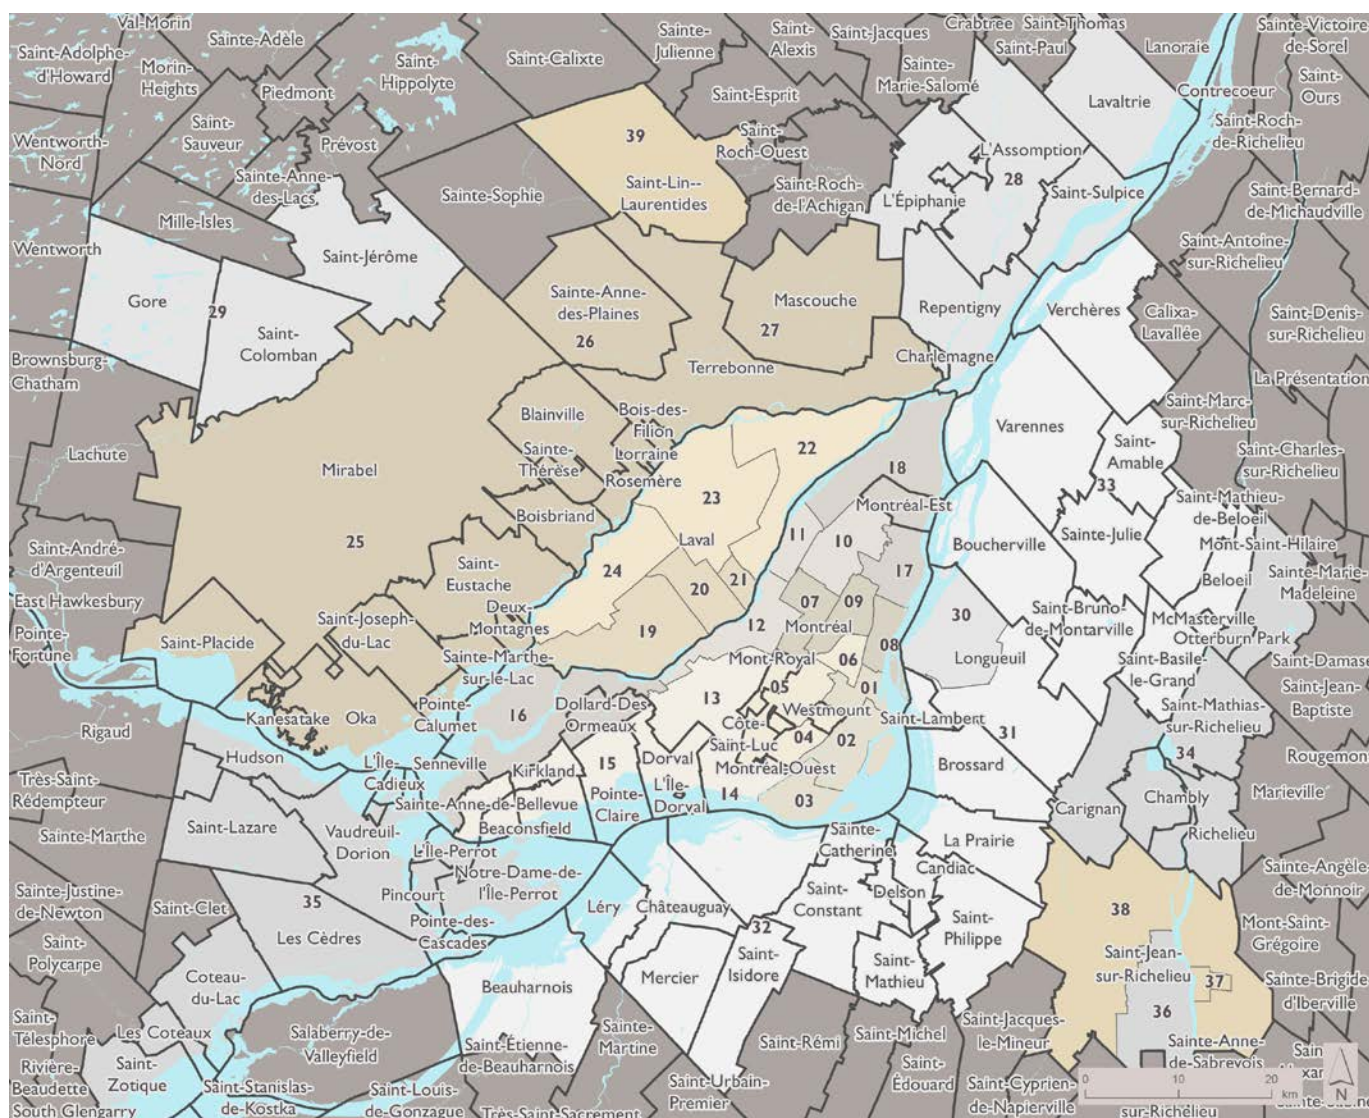 Val-Morin
Saint-Adolphe-
d'Howard
Sainte-Adèle
Morin-
Heights
Piedmont
Saint-
Hippolyte
Saint-Calixte
Sainte-
Julienne
Saint-
Alexis
Saint-Jacques
Crabtree
Saint-Thomas
Saint-Paul
Sainte-
Marie-Salomé
Lanoraie
Sainte-Victoire
de-Sorel
Saint-
Ours
Contrecoeur
Lavaltrie
Saint-Esprit
Saint-
Roch-Ouest
Saint-Roch-
de-Richelieu
Wentworth-
Nord
Saint-
Sauveur
Prévost
Sainte-Anne-
des-Lacs
Mille-Isles
Sainte-Sophie
39
Saint-Lin--
Laurentides
Saint-Roch-
de-l'Achigan
L'Assomption
28
L'Épiphanie
Saint-Sulpice
Saint-Bernard-
de-Michaudville
Wentworth
Saint-Jérôme
Saint-Antoine-
sur-Richelieu
Gore
29
Saint-
Colomban
Sainte-Anne-
des-Plaines
26
Mascouche
27
Repentigny
Verchères
Calixa-
Lavallée
Saint-Denis-
sur-Richelieu
Brownsburg-
Chatham
Charlemagne
Terrebonne
La Présentation
Blainville
Bois-des-
Filion
Lorraine
Sainte-
Thérèse
Rosemère
Saint-Marc-
sur-Richelieu
Varennes
Saint-
Amable
33
Saint-Charles-
sur-Richelieu
Lachute
Mirabel
22
18
23
Boisbriand
Montréal-Est
Saint-Mathieu-
de-Beloeil
Saint-André-
d'Argenteuil
25
Saint-
Eustache
Laval
24
11
10
17
Boucherville
Sainte-Julie
Mont-Saint-Hilaire
Beloeil
Sainte-Marie-
Madeleine
East Hawkesbury
Saint-Joseph-
du-Lac
Deux-
Montagnes
20
21
07
09
Montréal
30
Saint-Bruno-
de-Montarville
McMasterville
Otterburn Park
Pointe-
Fortune
Saint-Placide
19
12
08
Longueuil
Saint-Basile-
le-Grand
Saint-Damase
Sainte-Marthe-
sur-le-Lac
Mont-Royal
06
05
01
Saint-Jean-
Baptiste
Rigaud
Kanesatake
Oka
Pointe-
Calumet
16
Dollard-Des-
Ormeaux
13
Westmount
Côte-
Saint-Luc
04
02
Saint-Lambert
31
Saint-Mathias-
sur-Richelieu
34
Rougemont
Hudson
L'Île-
Cadieux
Senneville
Kirkland
15
Dorval
Montréal-Ouest
Brossard
Très-Saint-
Rédempteur
Sainte-Anne-de-Bellevue
Beaconsfield
Pointe-
Claire
L'Île-
Dorval
14
03
Carignan
Chambly
Richelieu
Marieville
Sainte-Marthe
Saint-Lazare
Vaudreuil-
Dorion
L'Île-Perrot
Notre-Dame-de-
l'Île-Perrot
Sainte-
Catherine
La Prairie
Candiac
Sainte-Angèle-
de-Monnoir
Sainte-Justine-
de-Newton
Saint-Clet
35
Pincourt
Léry
Châteauguay
Saint-
Constant
Delson
38
Les Cèdres
Pointe-des-
Cascades
32
Saint-
Isidore
Saint-
Philippe
Mont-Saint-
Grégoire
Saint-
Polycarpe
Coteau-
du-Lac
Beauharnois
Mercier
Saint-
Mathieu
Saint-Jean-
sur-Richelieu
37
36
Sainte-Brigide-
d'Iberville
Saint-
Télesphore
Les Coteaux
Salaberry-de-
Valleyfield
Saint-Étienne-
de-Beauharnois
Sainte-
Martine
Saint-Rémi
Saint-Michel
Saint-Jacques-
le-Mineur
Sainte-Anne-
de-Sabrevois
Rivière-
Beaudette
Saint-
Zotique
Saint-Stanislas-
de-Kostka
Saint-Louis-
de-Gonzague
Saint-Urbain-
Premier
Saint-
Édouard
Saint-Cyprien-
de-Napierville
South Glengarry
Très-Saint-Sacrement
sur-Richelieu
0 10 20
km
N